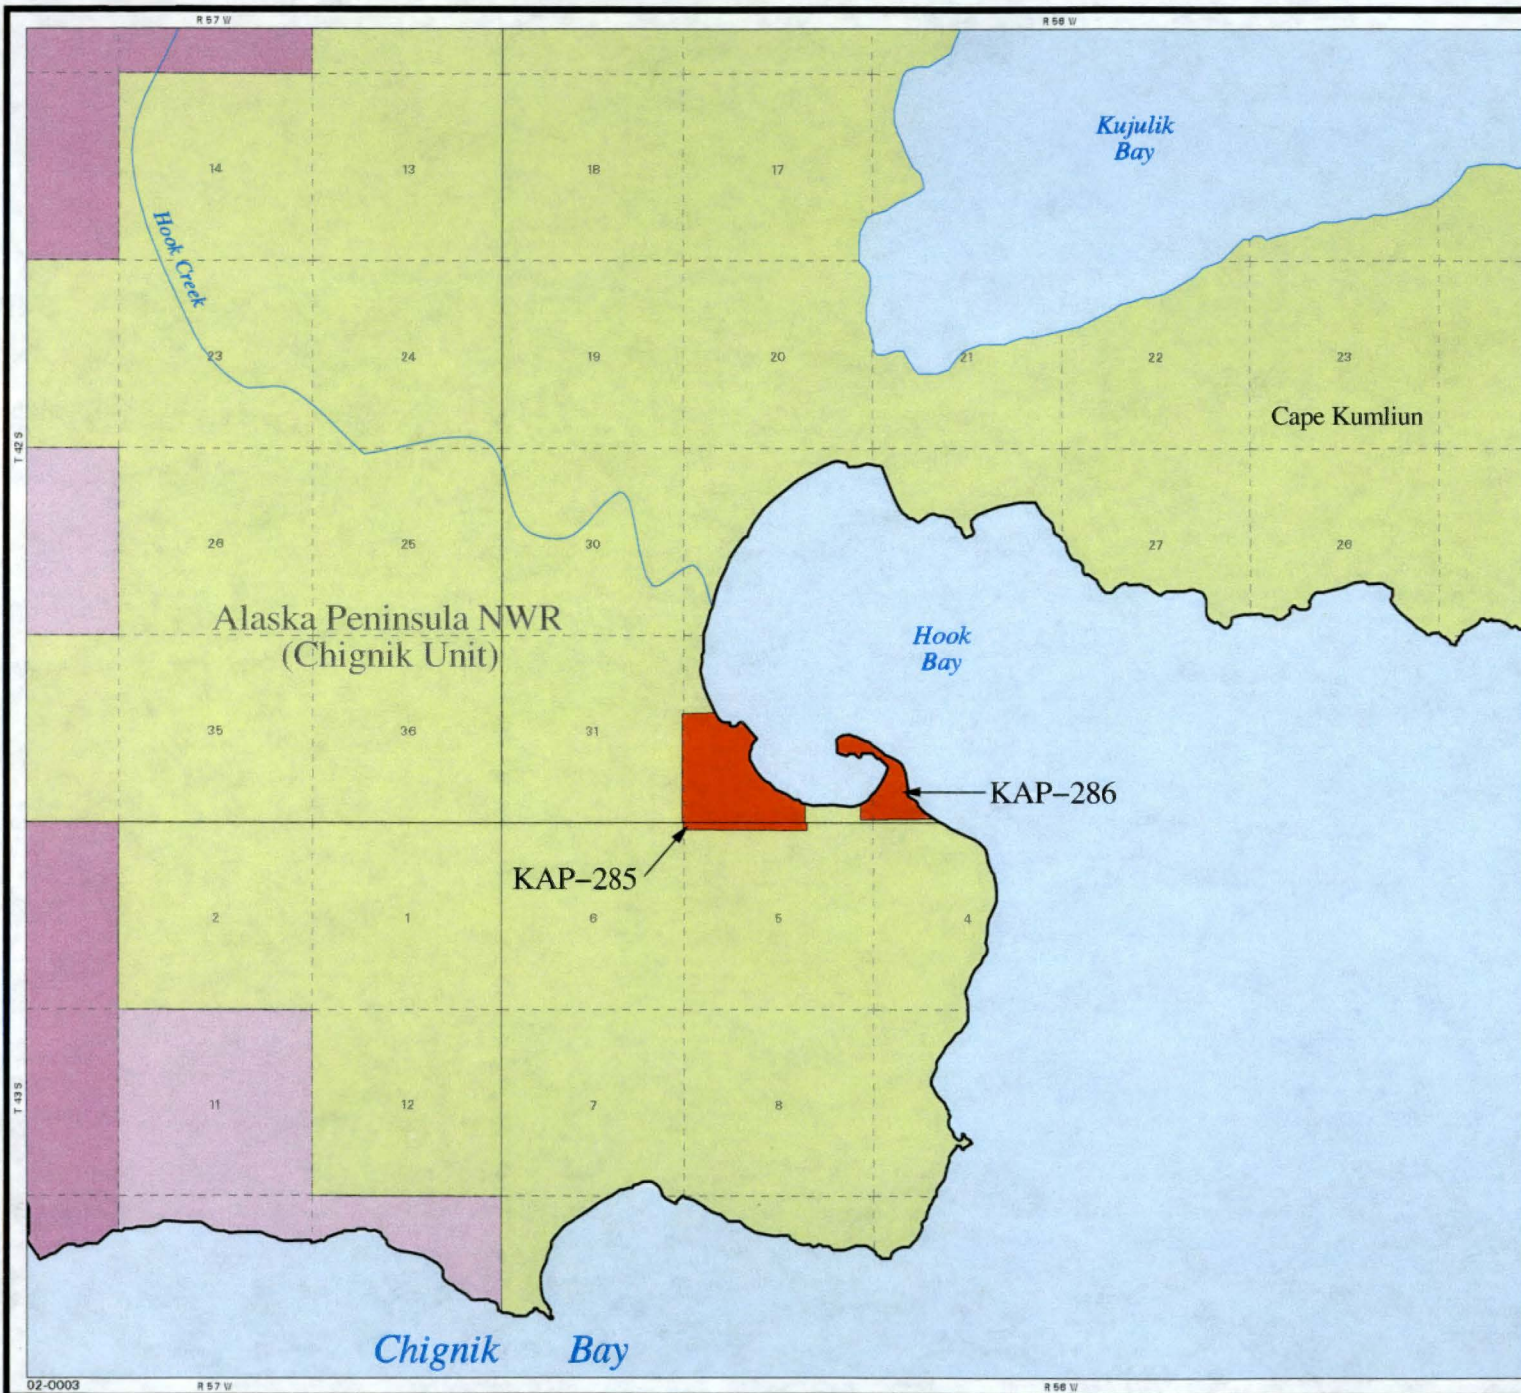 R 57 W
R 56 W
Kujulik
Bay
14
13
18
17
Hook Creek
23
24
19
20
21
22
23
Cape Kumliun
T 42 S
26
25
30
27
26
Alaska Peninsula NWR
(Chignik Unit)
Hook
Bay
35
36
31
KAP-286
KAP-285
2
1
6
5
4
T 43 S
11
12
7
8
Chignik Bay
02-0003
R 57 W
R 56 W